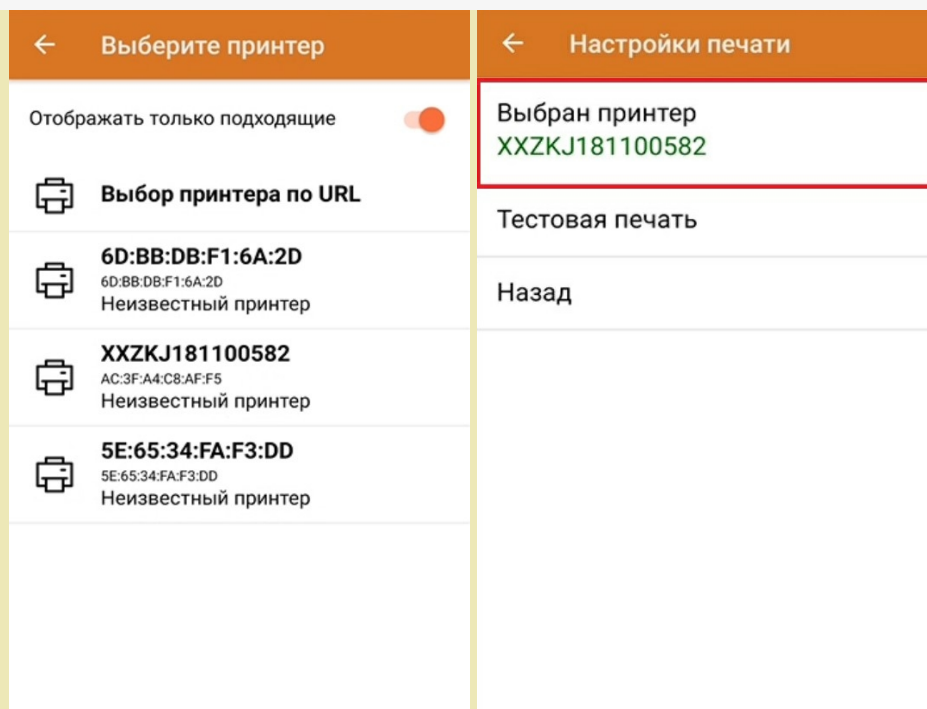 Выберите принтер
Отображать только подходящие
Выбор принтера по URL
6D:BB:DB:F1:6A:2D
6D:BB:DB:F1:6A:2D
Неизвестный принтер
XXZKJ181100582
AC:3F:A4:C8:AF:F5
Неизвестный принтер
5E:65:34:FA:F3:DD
5E:65:34:FA:F3:DD
Неизвестный принтер
Настройки печати
Выбран принтер
XXZKJ181100582
Тестовая печать
Назад